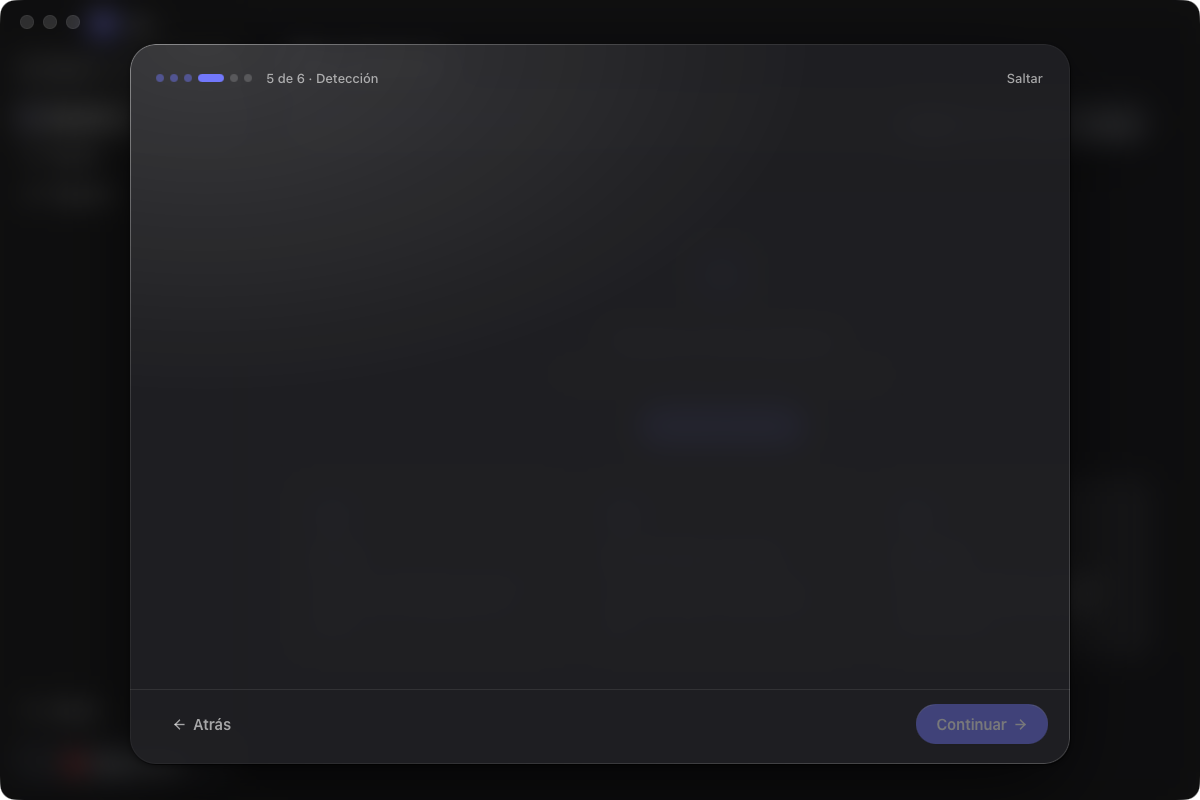 5 de 6 · Detección
Saltar
← Atrás
Continuar →